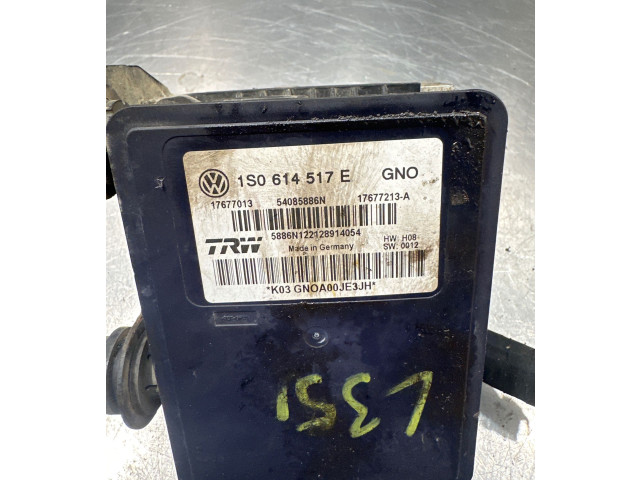 1S0 614 517 E GNO
17677013 54085886N 17677213-A
5886N122128914054
TRW Made in Germany HW: H08
SW: 0012
*K03 GNOA00JE3JH*
L351